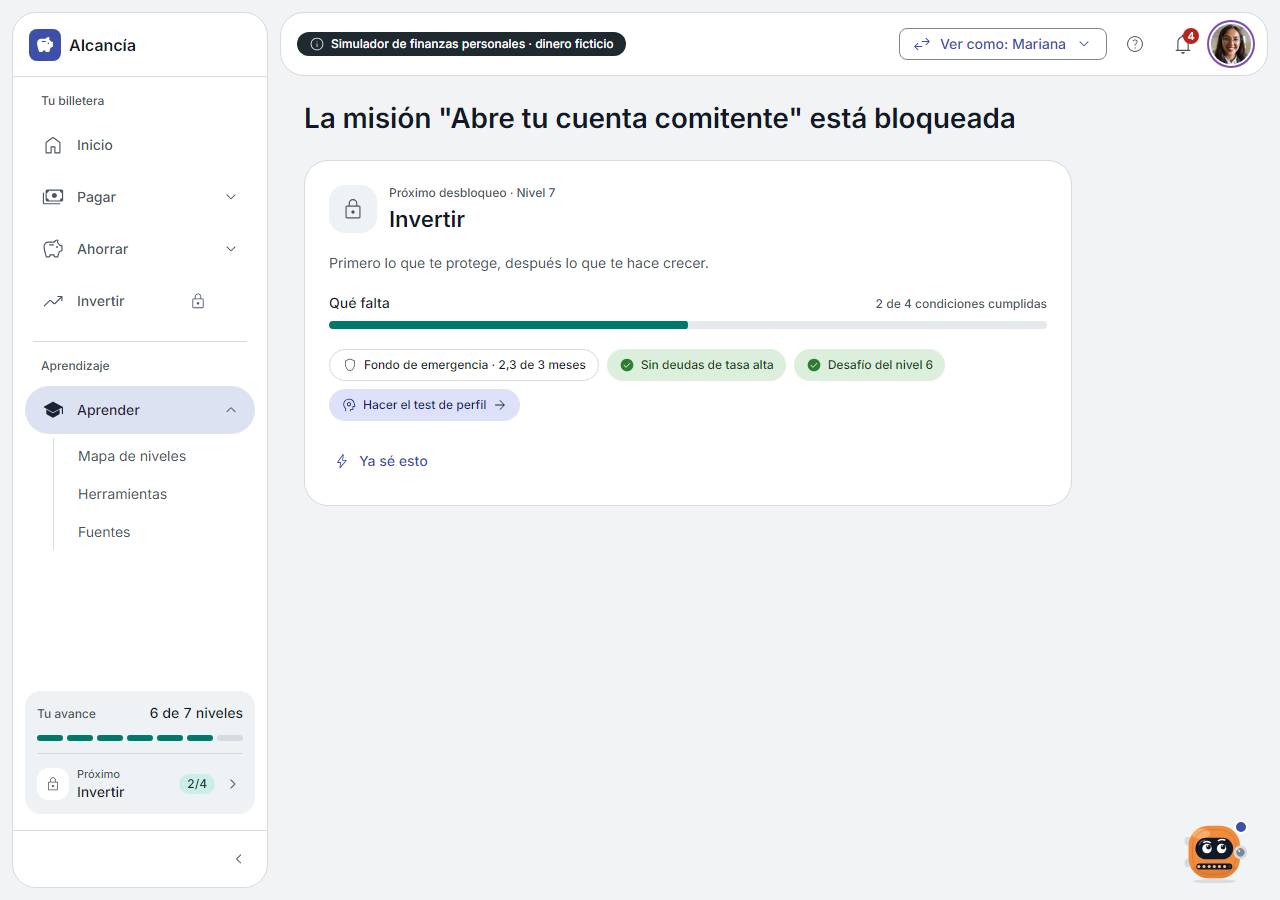 Alcancía
Tu billetera
Inicio
Pagar
Ahorrar
Invertir
Aprendizaje
Aprender
Mapa de niveles
Herramientas
Fuentes
Tu avance
6 de 7 niveles
Próximo
Invertir
2/4
Simulador de finanzas personales · dinero ficticio
Ver como: Mariana
4
La misión "Abre tu cuenta comitente" está bloqueada
Próximo desbloqueo · Nivel 7
Invertir
Primero lo que te protege, después lo que te hace crecer.
Qué falta
2 de 4 condiciones cumplidas
Fondo de emergencia · 2,3 de 3 meses
Sin deudas de tasa alta
Desafío del nivel 6
Hacer el test de perfil
Ya sé esto